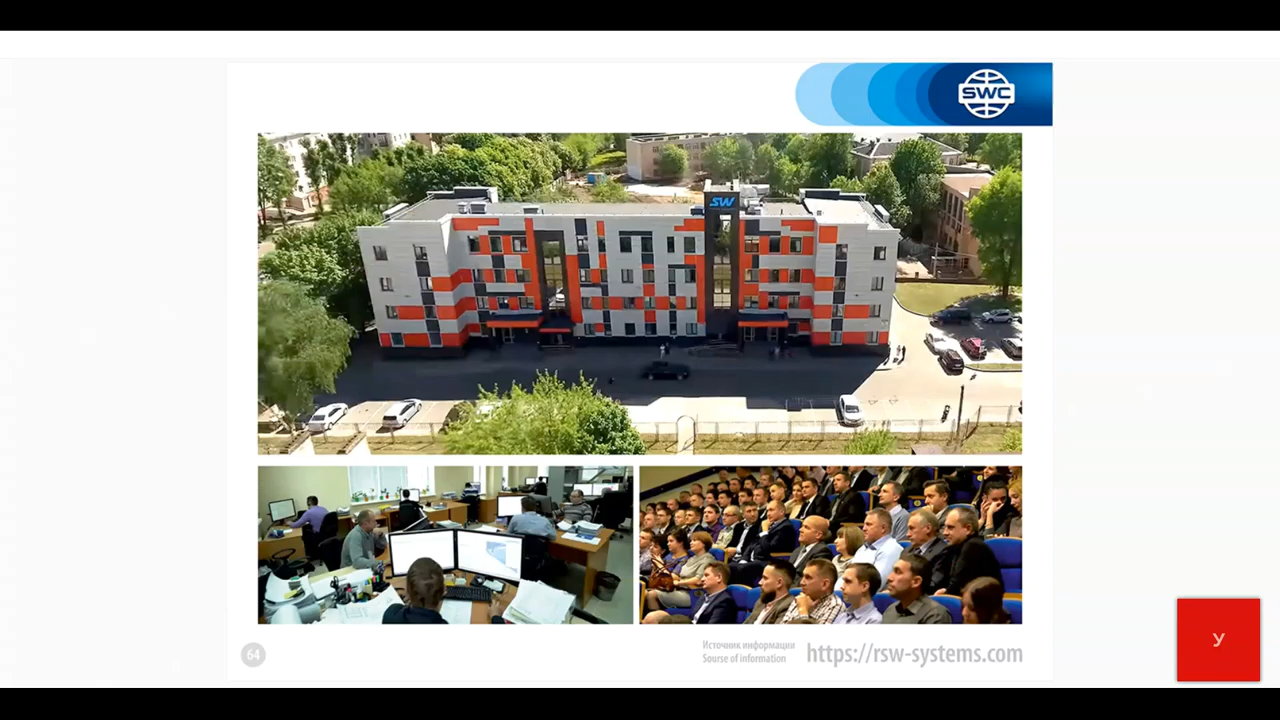 SWC
SW
64
Источник информации
Sourse of information
https://rsw-systems.com
У